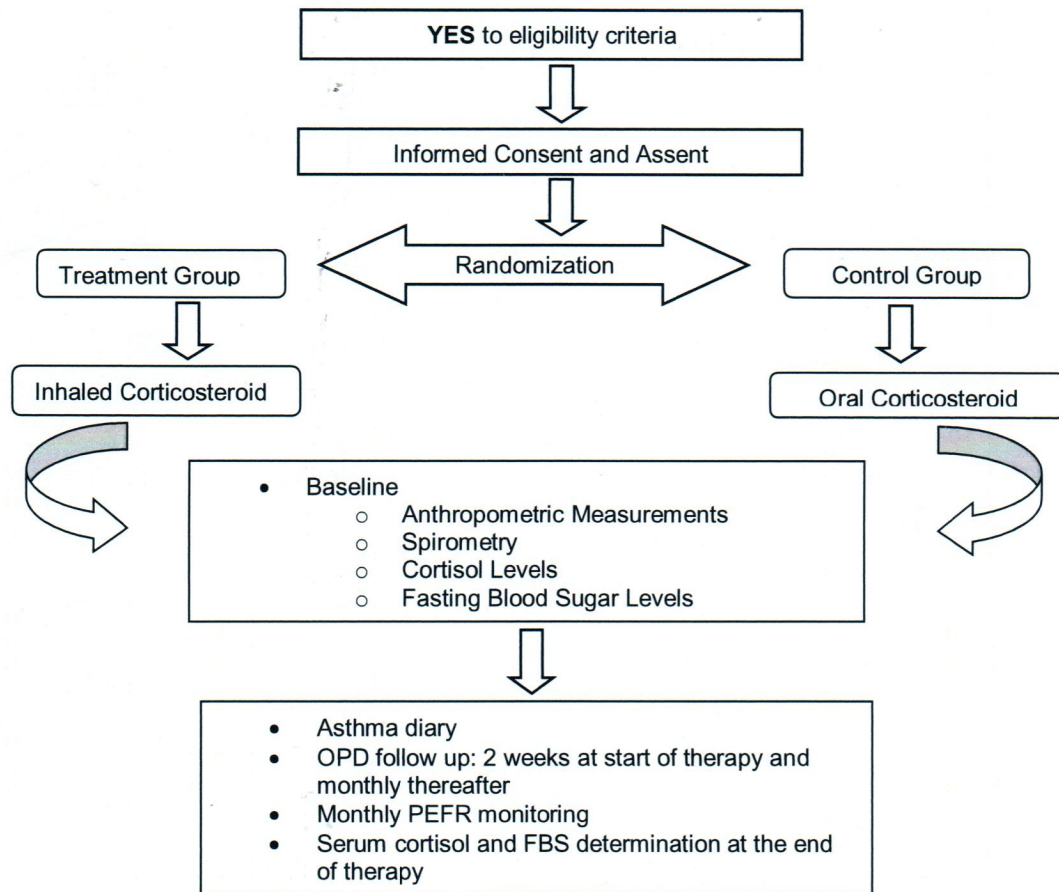 YES to eligibility criteria
Informed Consent and Assent
Randomization
Treatment Group
Control Group
Inhaled Corticosteroid
Oral Corticosteroid
• Baseline
o Anthropometric Measurements
o Spirometry
o Cortisol Levels
o Fasting Blood Sugar Levels
• Asthma diary
• OPD follow up: 2 weeks at start of therapy and
monthly thereafter
• Monthly PEFR monitoring
• Serum cortisol and FBS determination at the end
of therapy